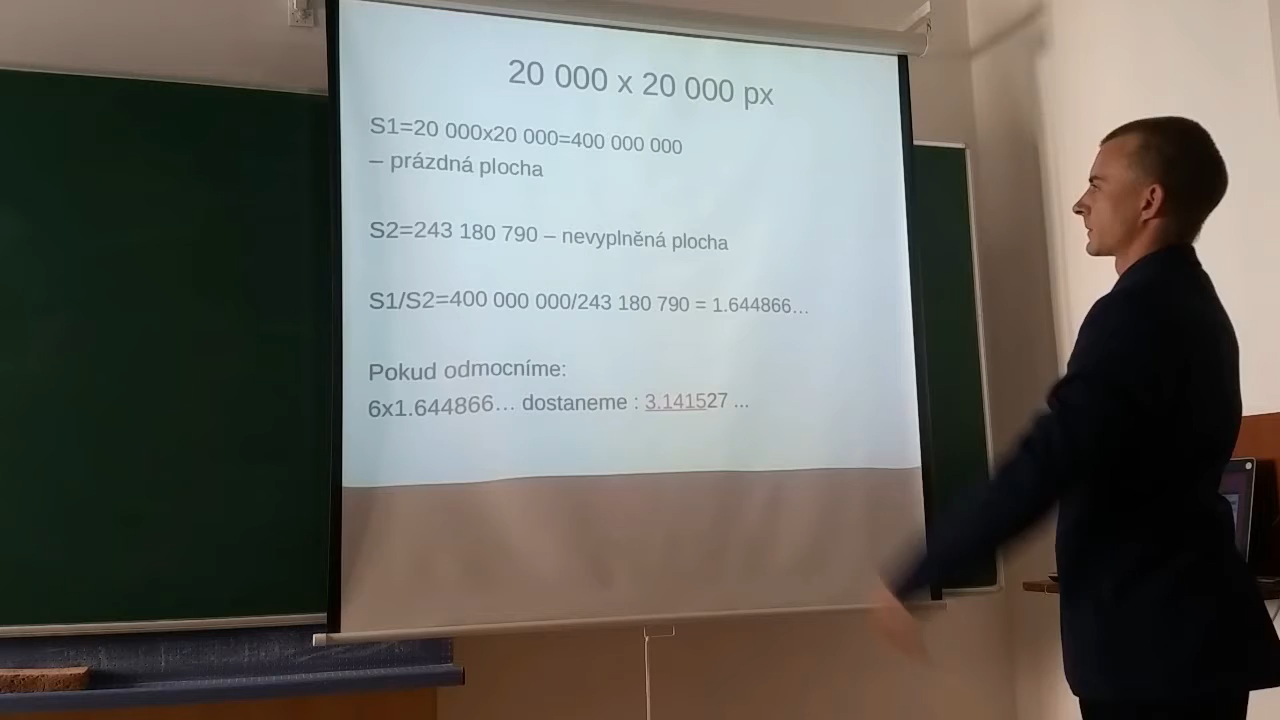 20 000 x 20 000 px
S1=20 000x20 000=400 000 000
– prázdná plocha
S2=243 180 790 – nevyplněná plocha
S1/S2=400 000 000/243 180 790 = 1.644866…
Pokud odmocníme:
6x1.644866… dostaneme : 3.141527 ...